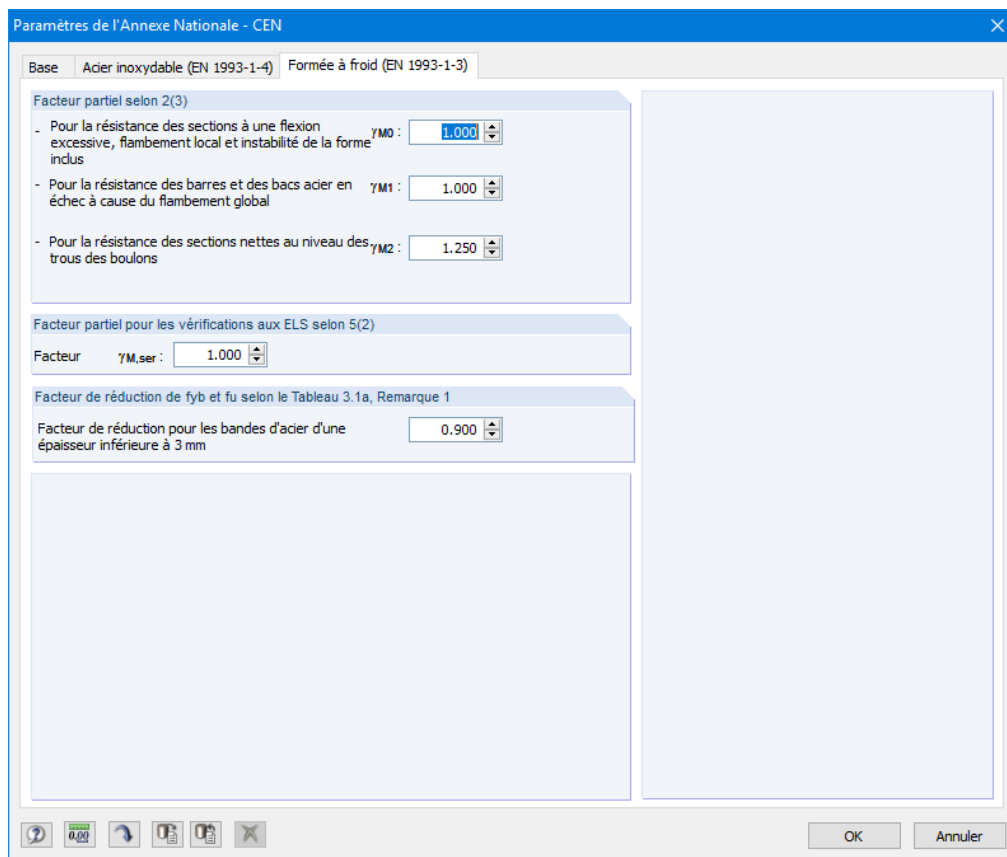 Paramètres de l'Annexe Nationale - CEN
Base
Acier inoxydable (EN 1993-1-4)
Formée à froid (EN 1993-1-3)
Facteur partiel selon 2(3)
- Pour la résistance des sections à une flexion
excessive, flambement local et instabilité de la forme
inclus
γM0 :
1.000
- Pour la résistance des barres et des bacs acier en
échec à cause du flambement global
γM1 :
1.000
- Pour la résistance des sections nettes au niveau des
trous des boulons
γM2 :
1.250
Facteur partiel pour les vérifications aux ELS selon 5(2)
Facteur γM,ser :
1.000
Facteur de réduction de fyb et fu selon le Tableau 3.1a, Remarque 1
Facteur de réduction pour les bandes d'acier d'une
épaisseur inférieure à 3 mm
0.900
0.00
OK
Annuler